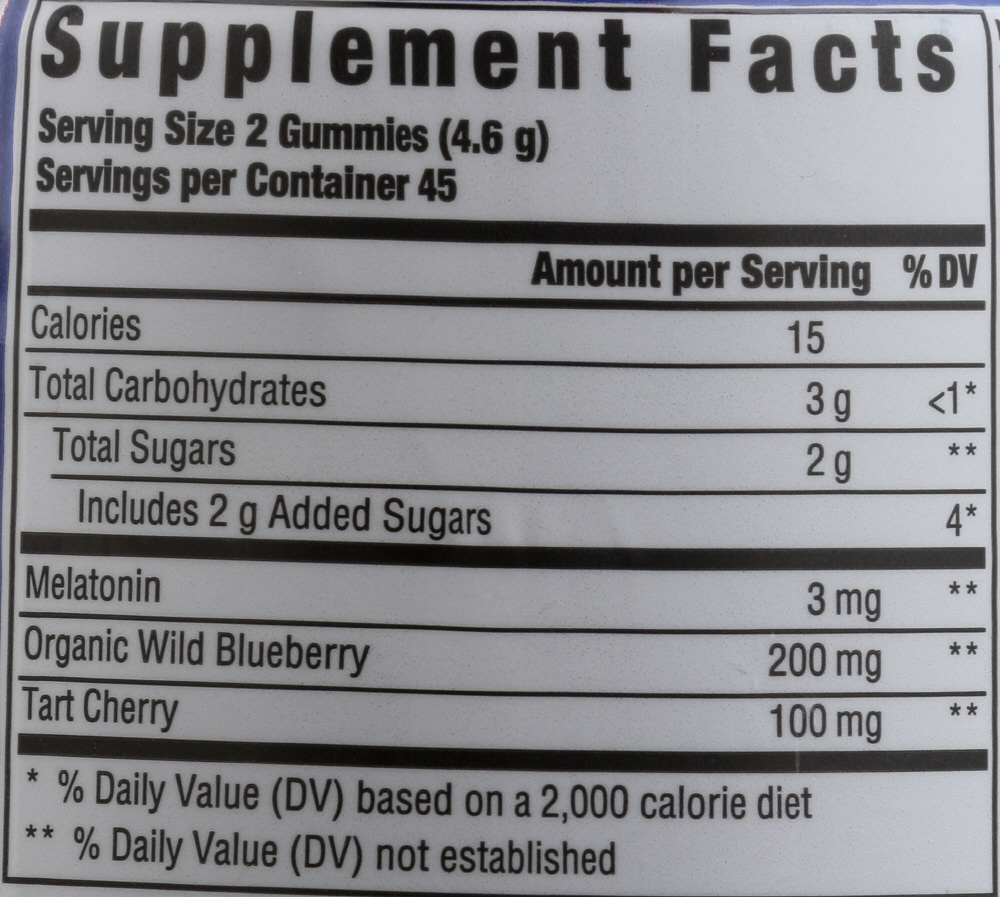 Supplement Facts
Serving Size 2 Gummies (4.6 g)
Servings per Container 45
Amount per Serving % DV
Calories 15
Total Carbohydrates 3 g <1*
Total Sugars 2 g **
Includes 2 g Added Sugars 4*
Melatonin 3 mg **
Organic Wild Blueberry 200 mg **
Tart Cherry 100 mg **
* % Daily Value (DV) based on a 2,000 calorie diet
** % Daily Value (DV) not established